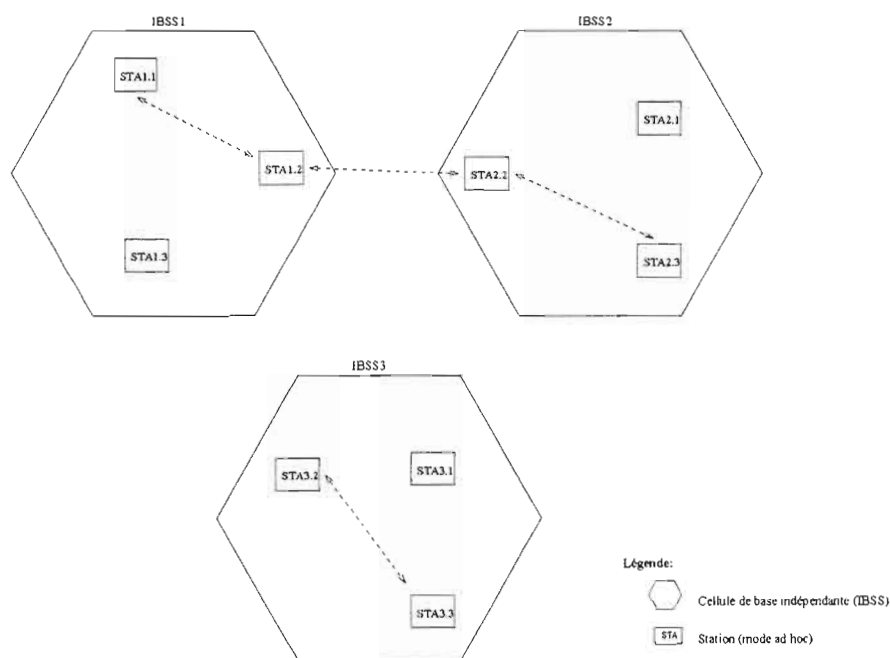 IBSS1
IBSS2
STA1.1
STA2.1
STA1.2
STA2.2
STA1.3
STA2.3
IBSS3
STA3.2
STA3.1
STA3.3
Légende:
Cellule de base indépendante (IBSS)
STA
Station (mode ad hoc)